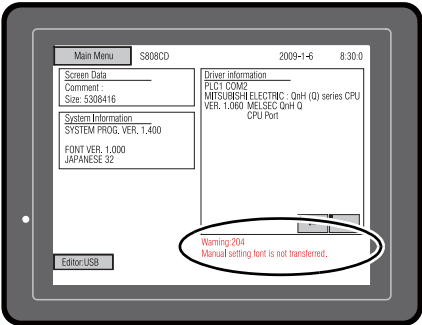 Main Menu S808CD 2009-1-6 8:30:0
Screen Data
Comment :
Size: 5308416
System Information
SYSTEM PROG. VER. 1.400
FONT VER. 1.000
JAPANESE 32
Driver information
PLC1 COM2
MITSUBISHI ELECTRIC : QnH (Q) series CPU
VER. 1.060 MELSEC QnH Q
CPU Port
Warning:204
Manual setting font is not transferred.
Editor:USB